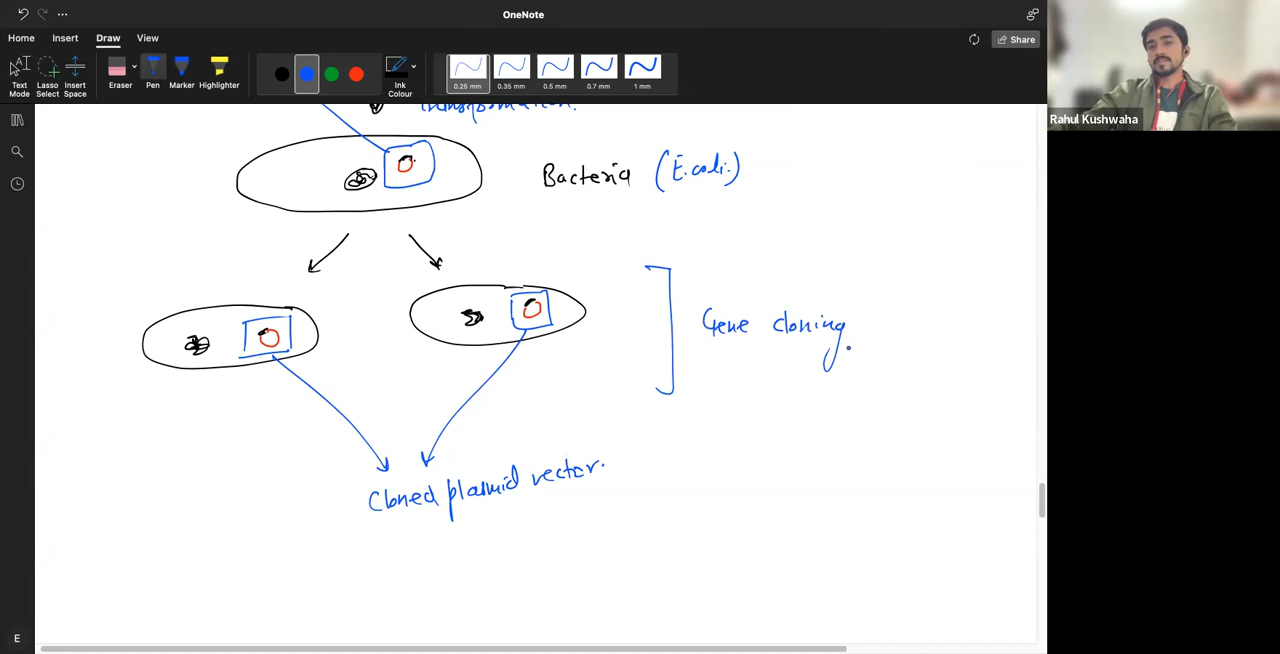 OneNote
Home Insert Draw View
Share
Text Mode
Lasso Select
Insert Space
Eraser
Pen
Marker
Highlighter
Ink Colour
0.25 mm
0.35 mm
0.5 mm
0.7 mm
1 mm
Rahul Kushwaha
transformation.
Bacteria (E.coli.)
Gene cloning
Cloned plasmid vector.
E